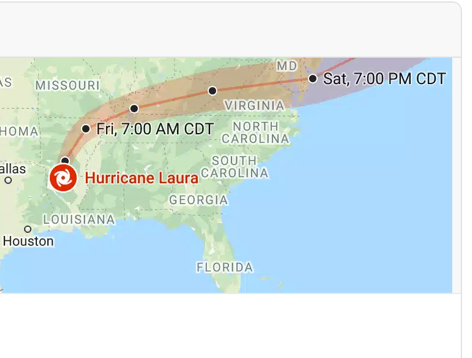 MD
AS
MISSOURI
Sat, 7:00 PM CDT
VIRGINIA
HOMA
Fri, 7:00 AM CDT
NORTH
CAROLINA
allas
SOUTH
CAROLINA
Hurricane Laura
GEORGIA
LOUISIANA
Houston
FLORIDA